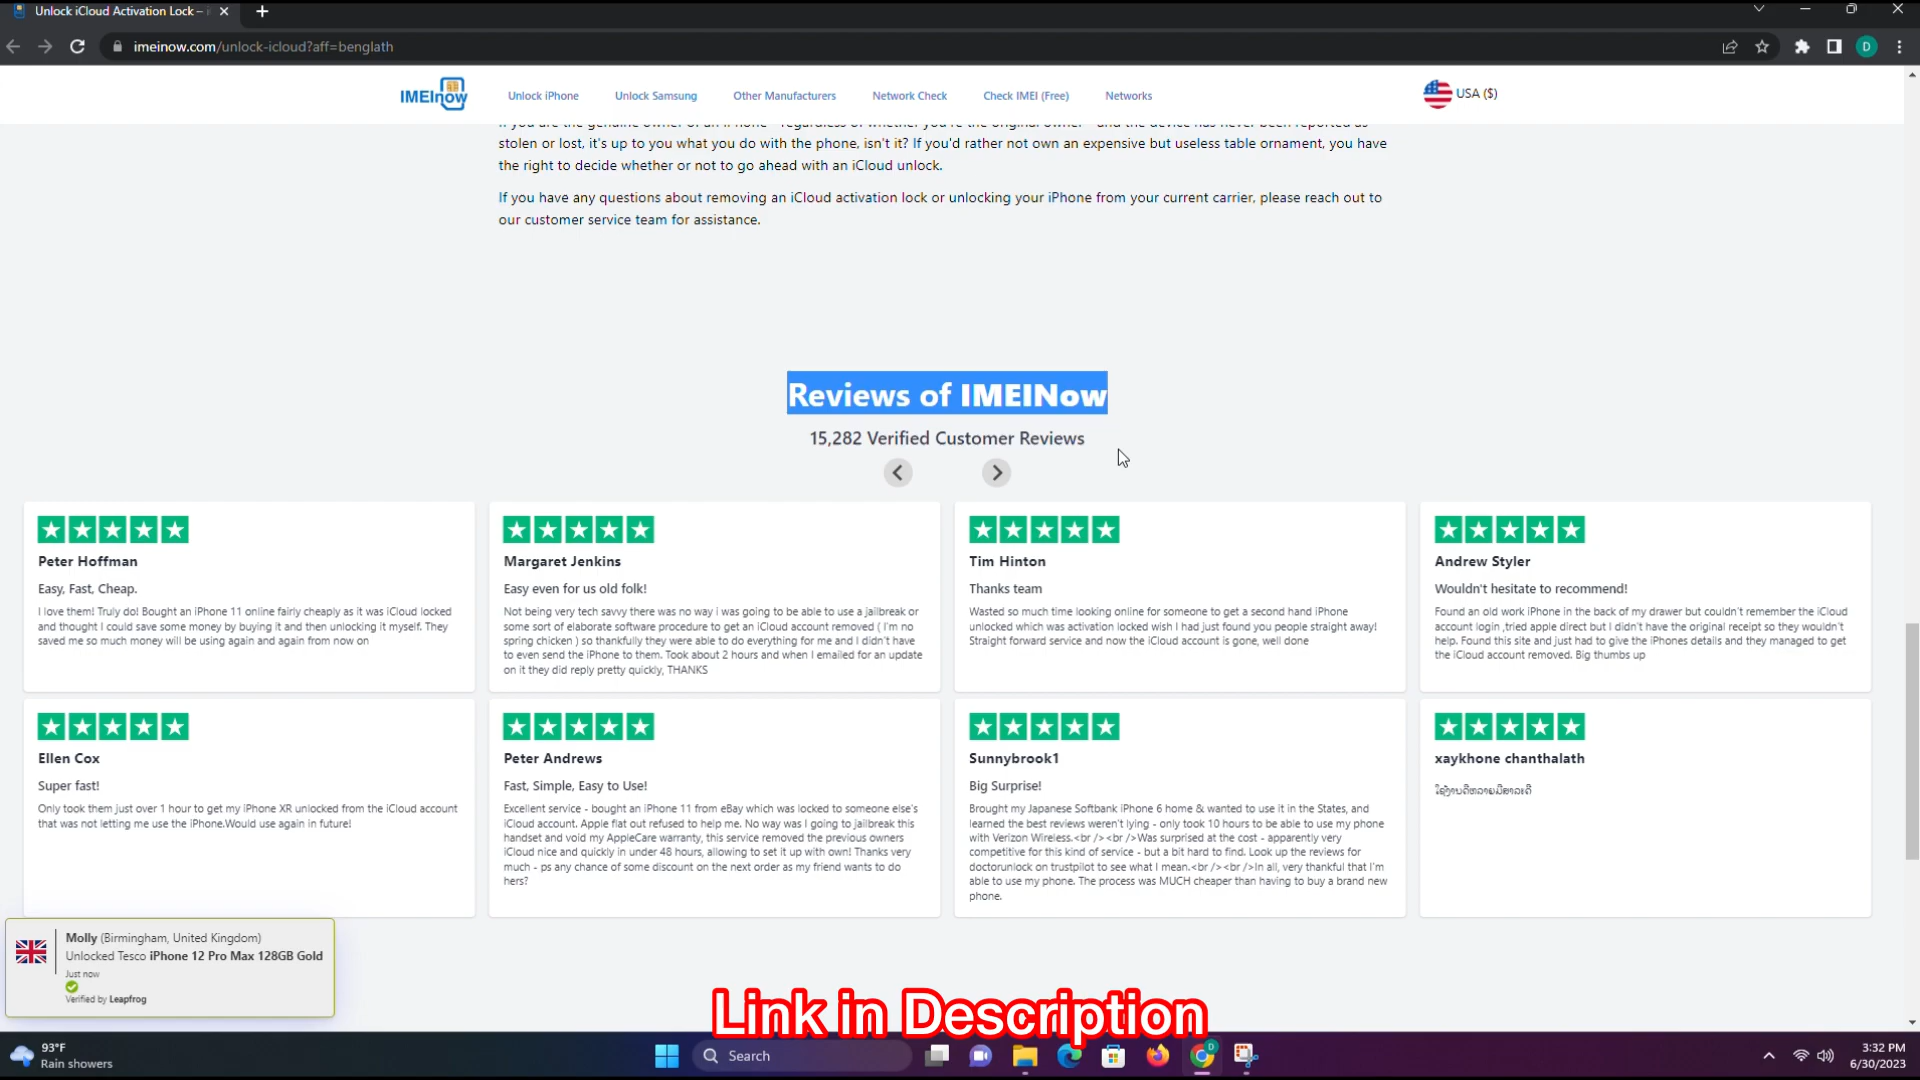 Unlock iCloud Activation Lock –
imeinow.com/unlock-icloud?aff=benglath
D
IMEInow
Unlock iPhone
Unlock Samsung
Other Manufacturers
Network Check
Check IMEI (Free)
Networks
USA ($)
If you are the genuine owner of an iPhone - regardless of whether you're the original owner - and the device has never been reported as
stolen or lost, it's up to you what you do with the phone, isn't it? If you'd rather not own an expensive but useless table ornament, you have
the right to decide whether or not to go ahead with an iCloud unlock.
If you have any questions about removing an iCloud activation lock or unlocking your iPhone from your current carrier, please reach out to
our customer service team for assistance.
Reviews of IMEINow
15,282 Verified Customer Reviews
Peter Hoffman
Easy, Fast, Cheap.
I love them! Truly do! Bought an iPhone 11 online fairly cheaply as it was iCloud locked
and thought I could save some money by buying it and then unlocking it myself. They
saved me so much money will be using again and again from now on
Margaret Jenkins
Easy even for us old folk!
Not being very tech savvy there was no way i was going to be able to use a jailbreak or
some sort of elaborate software procedure to get an iCloud account removed ( I'm no
spring chicken ) so thankfully they were able to do everything for me and I didn't have
to even send the iPhone to them. Took about 2 hours and when I emailed for an update
on it they did reply pretty quickly, THANKS
Tim Hinton
Thanks team
Wasted so much time looking online for someone to get a second hand iPhone
unlocked which was activation locked wish I had just found you people straight away!
Straight forward service and now the iCloud account is gone, well done
Andrew Styler
Wouldn't hesitate to recommend!
Found an old work iPhone in the back of my drawer but couldn't remember the iCloud
account login ,tried apple direct but I didn't have the original receipt so they wouldn't
help. Found this site and just had to give the iPhones details and they managed to get
the iCloud account removed. Big thumbs up
Ellen Cox
Super fast!
Only took them just over 1 hour to get my iPhone XR unlocked from the iCloud account
that was not letting me use the iPhone.Would use again in future!
Peter Andrews
Fast, Simple, Easy to Use!
Excellent service - bought an iPhone 11 from eBay which was locked to someone else's
iCloud account. Apple flat out refused to help me. No way was I going to jailbreak this
handset and void my AppleCare warranty, this service removed the previous owners
iCloud nice and quickly in under 48 hours, allowing to set it up with own! Thanks very
much - ps any chance of some discount on the next order as my friend wants to do
hers?
Sunnybrook1
Big Surprise!
Brought my Japanese Softbank iPhone 6 home & wanted to use it in the States, and
learned the best reviews weren't lying - only took 10 hours to be able to use my phone
with Verizon Wireless.<br /><br />Was surprised at the cost - apparently very
competitive for this kind of service - but a bit hard to find. Look up the reviews for
doctorunlock on trustpilot to see what I mean.<br /><br />In all, very thankful that I'm
able to use my phone. The process was MUCH cheaper than having to buy a brand new
phone.
xaykhone chanthalath
Molly (Birmingham, United Kingdom)
Unlocked Tesco iPhone 12 Pro Max 128GB Gold
Just now
Verified by Leapfrog
Link in Description
93°F
Rain showers
Search
D
3:32 PM
6/30/2023